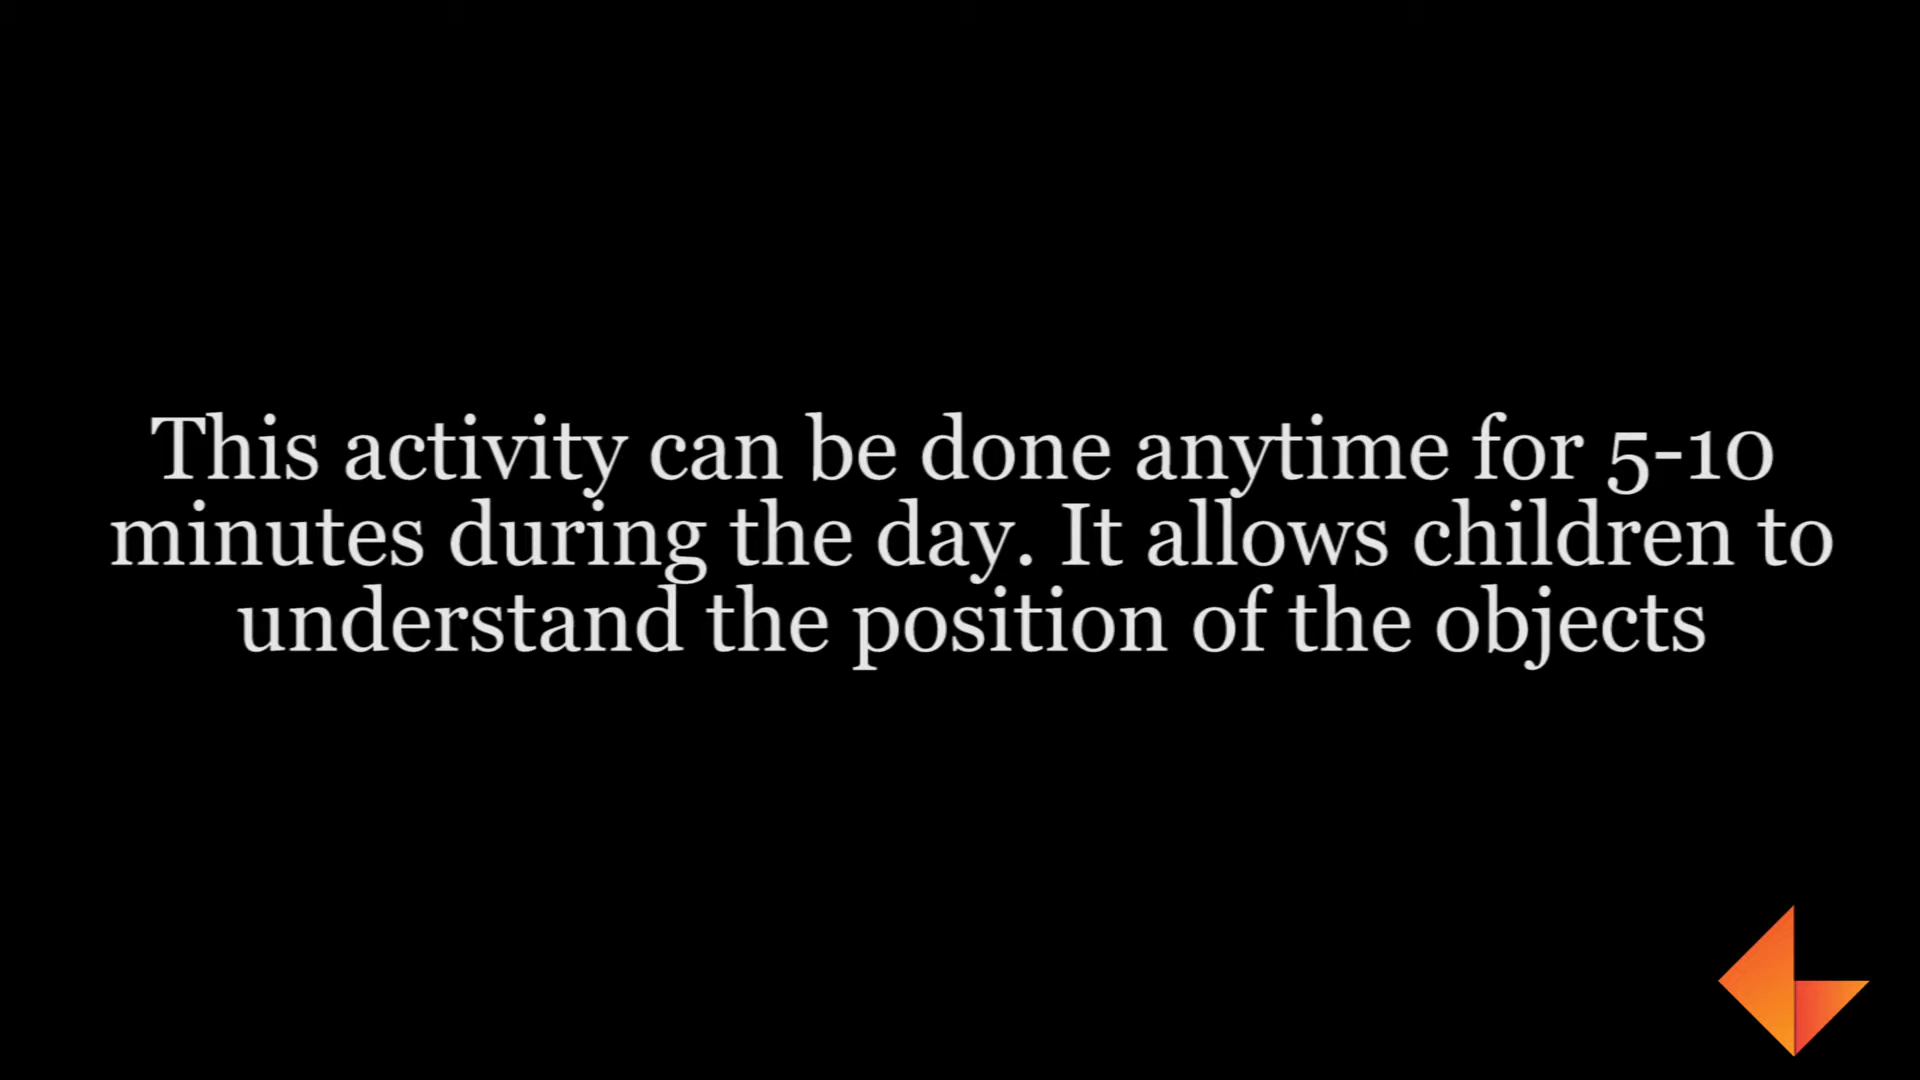 This activity can be done anytime for 5-10
minutes during the day. It allows children to
understand the position of the objects